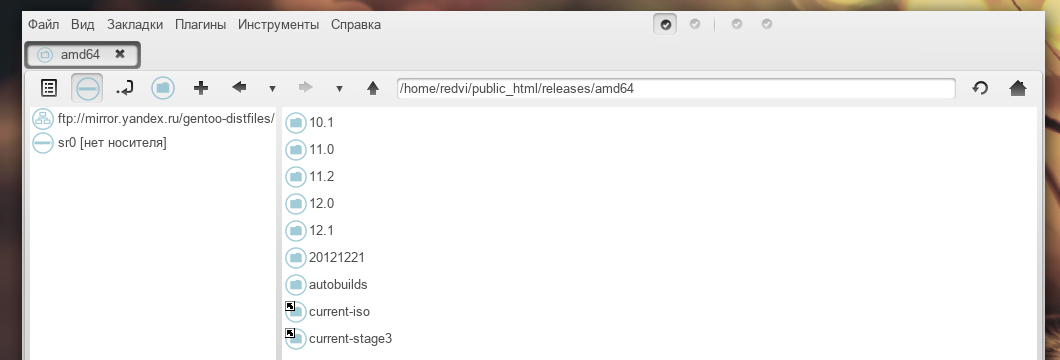 Файл Вид Закладки Плагины Инструменты Справка
amd64
/home/redvi/public_html/releases/amd64
ftp://mirror.yandex.ru/gentoo-distfiles/
sr0 [нет носителя]
10.1
11.0
11.2
12.0
12.1
20121221
autobuilds
current-iso
current-stage3